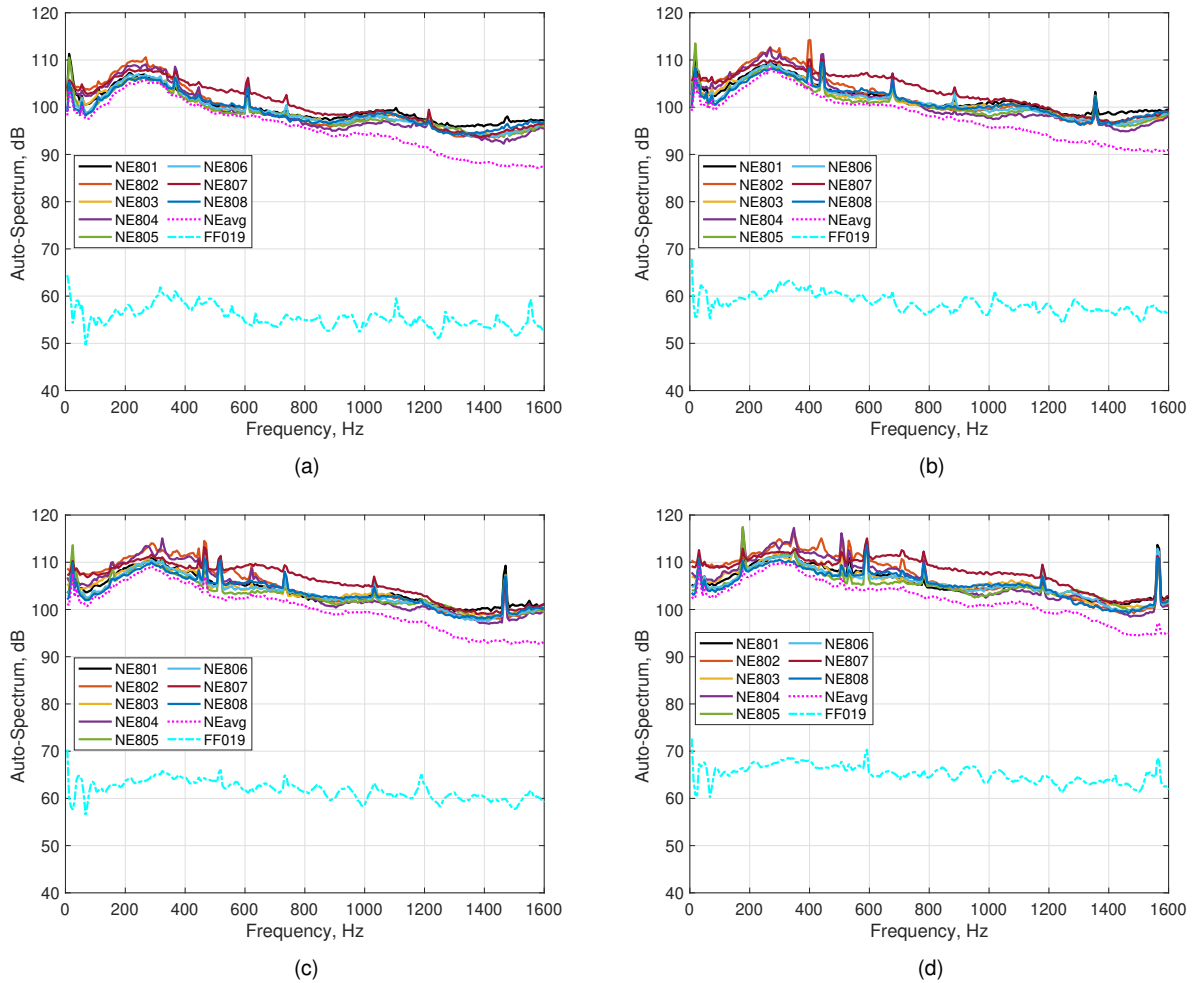 120
110
100
90
80
70
60
50
40
Auto-Spectrum, dB
NE801 NE806
NE802 NE807
NE803 NE808
NE804 NEavg
NE805 FF019
0 200 400 600 800 1000 1200 1400 1600
Frequency, Hz
(a)
120
110
100
90
80
70
60
50
40
Auto-Spectrum, dB
NE801 NE806
NE802 NE807
NE803 NE808
NE804 NEavg
NE805 FF019
0 200 400 600 800 1000 1200 1400 1600
Frequency, Hz
(b)
120
110
100
90
80
70
60
50
40
Auto-Spectrum, dB
NE801 NE806
NE802 NE807
NE803 NE808
NE804 NEavg
NE805 FF019
0 200 400 600 800 1000 1200 1400 1600
Frequency, Hz
(c)
120
110
100
90
80
70
60
50
40
Auto-Spectrum, dB
NE801 NE806
NE802 NE807
NE803 NE808
NE804 NEavg
NE805 FF019
0 200 400 600 800 1000 1200 1400 1600
Frequency, Hz
(d)